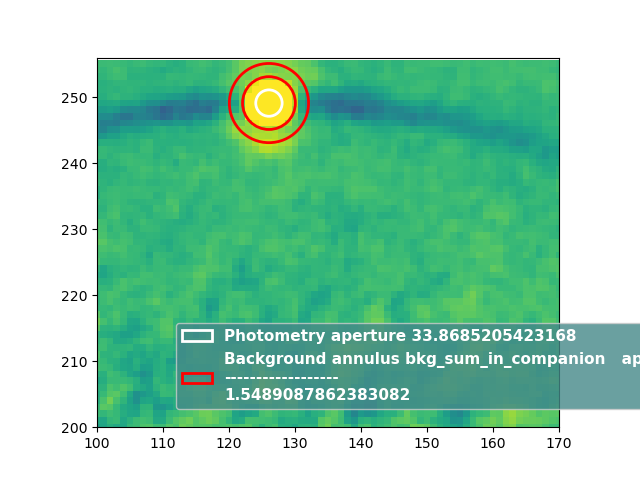 250
240
230
220
210
200
100 110 120 130 140 150 160 170
Photometry aperture 33.8685205423168
Background annulus bkg_sum_in_companion ap
------------------
1.5489087862383082